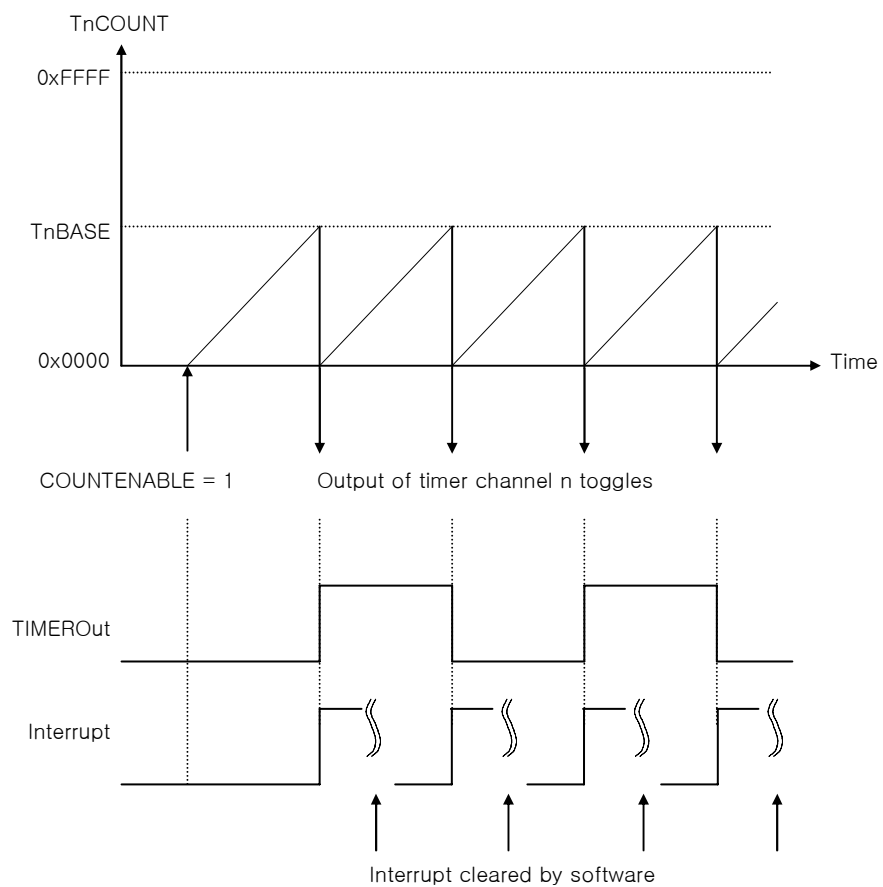 TnCOUNT
0xFFFF
TnBASE
0x0000
Time
COUNTENABLE = 1
Output of timer channel n toggles
TIMEROut
Interrupt
Interrupt cleared by software